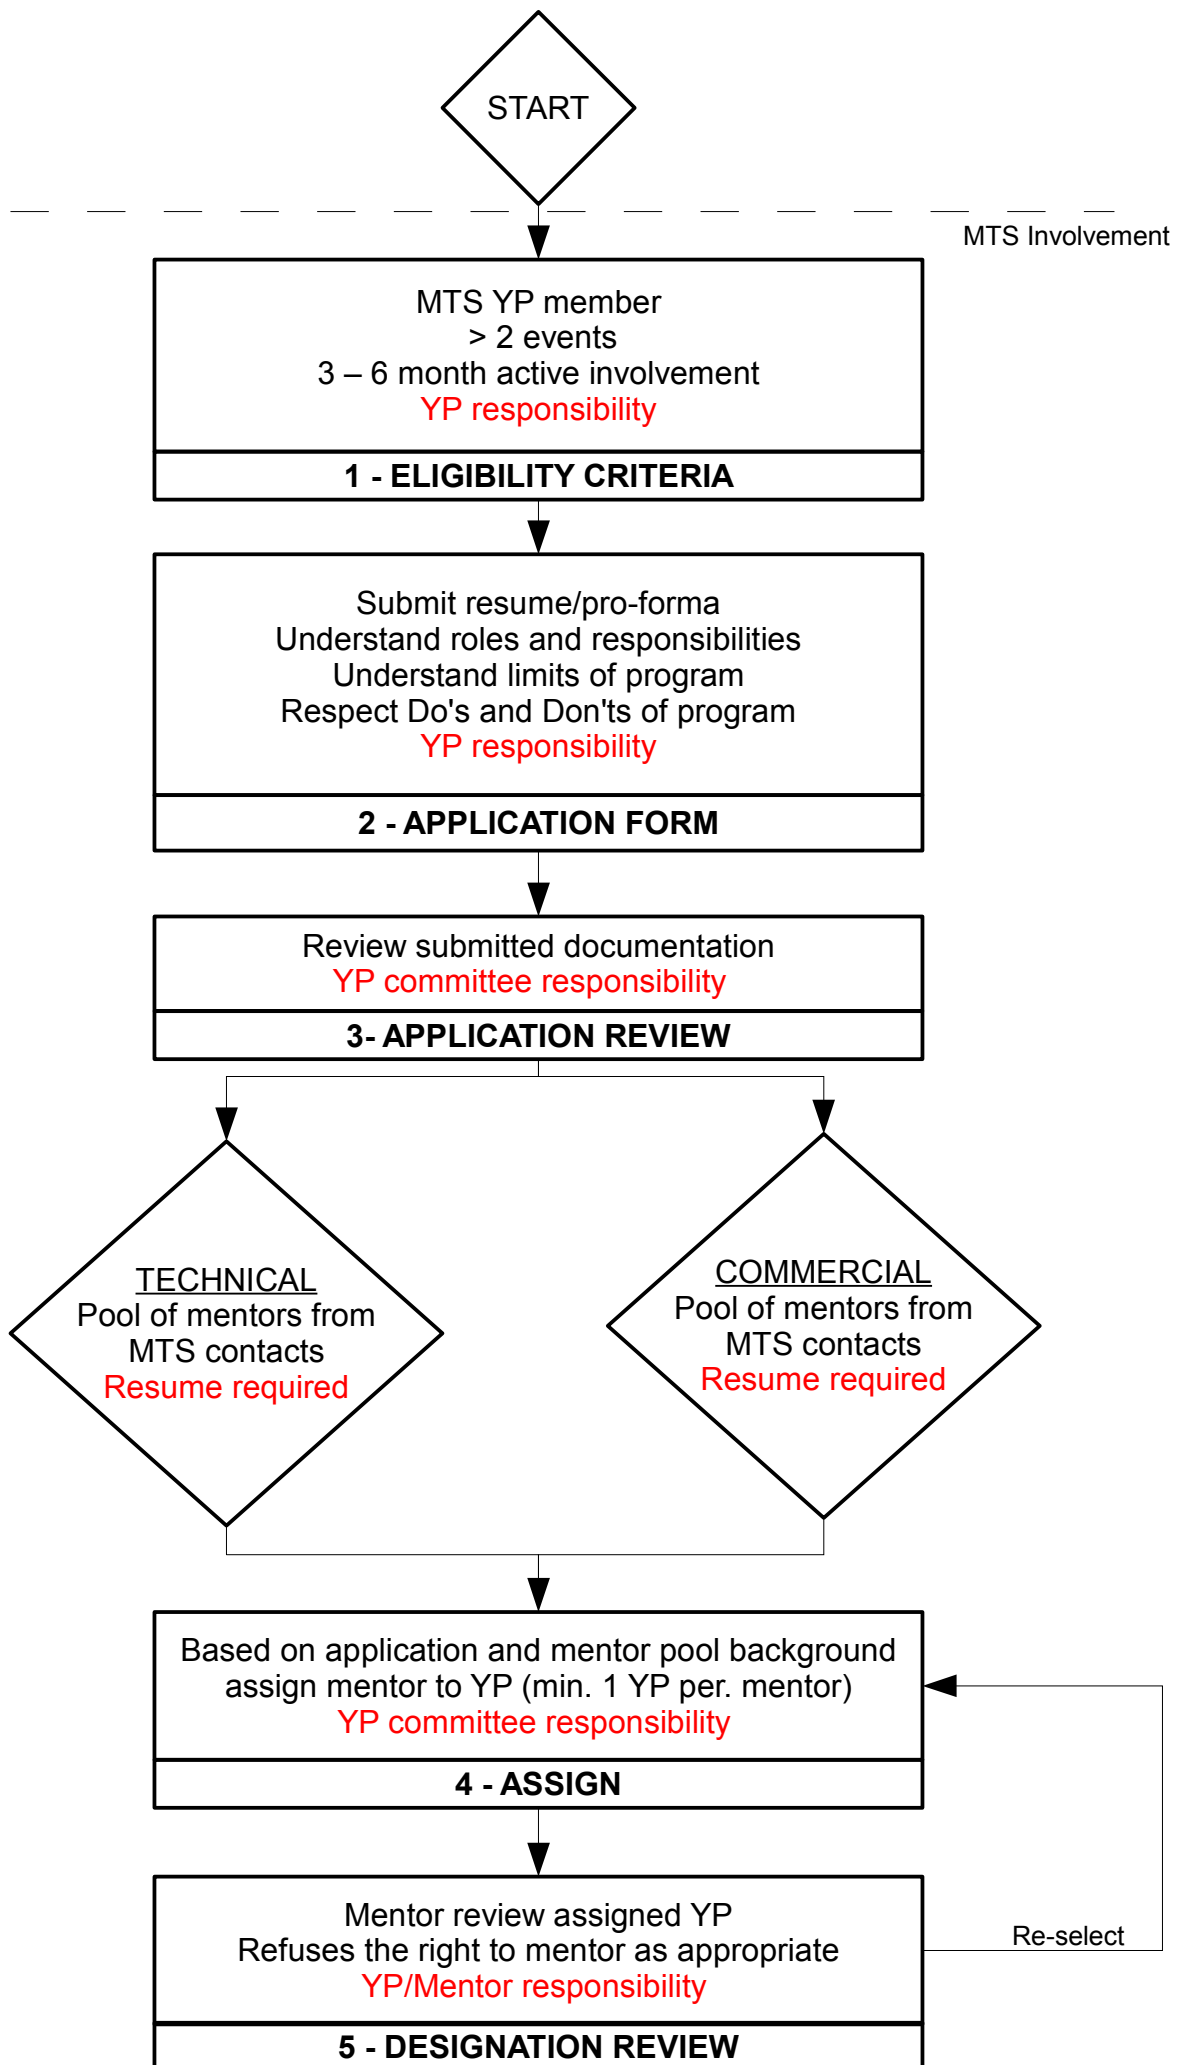 START
MTS Involvement
MTS YP member
> 2 events
3 – 6 month active involvement
YP responsibility
1 - ELIGIBILITY CRITERIA
Submit resume/pro-forma
Understand roles and responsibilities
Understand limits of program
Respect Do's and Don'ts of program
YP responsibility
2 - APPLICATION FORM
Review submitted documentation
YP committee responsibility
3- APPLICATION REVIEW
TECHNICAL
Pool of mentors from
MTS contacts
Resume required
COMMERCIAL
Pool of mentors from
MTS contacts
Resume required
Based on application and mentor pool background
assign mentor to YP (min. 1 YP per. mentor)
YP committee responsibility
4 - ASSIGN
Mentor review assigned YP
Refuses the right to mentor as appropriate
YP/Mentor responsibility
Re-select
5 - DESIGNATION REVIEW